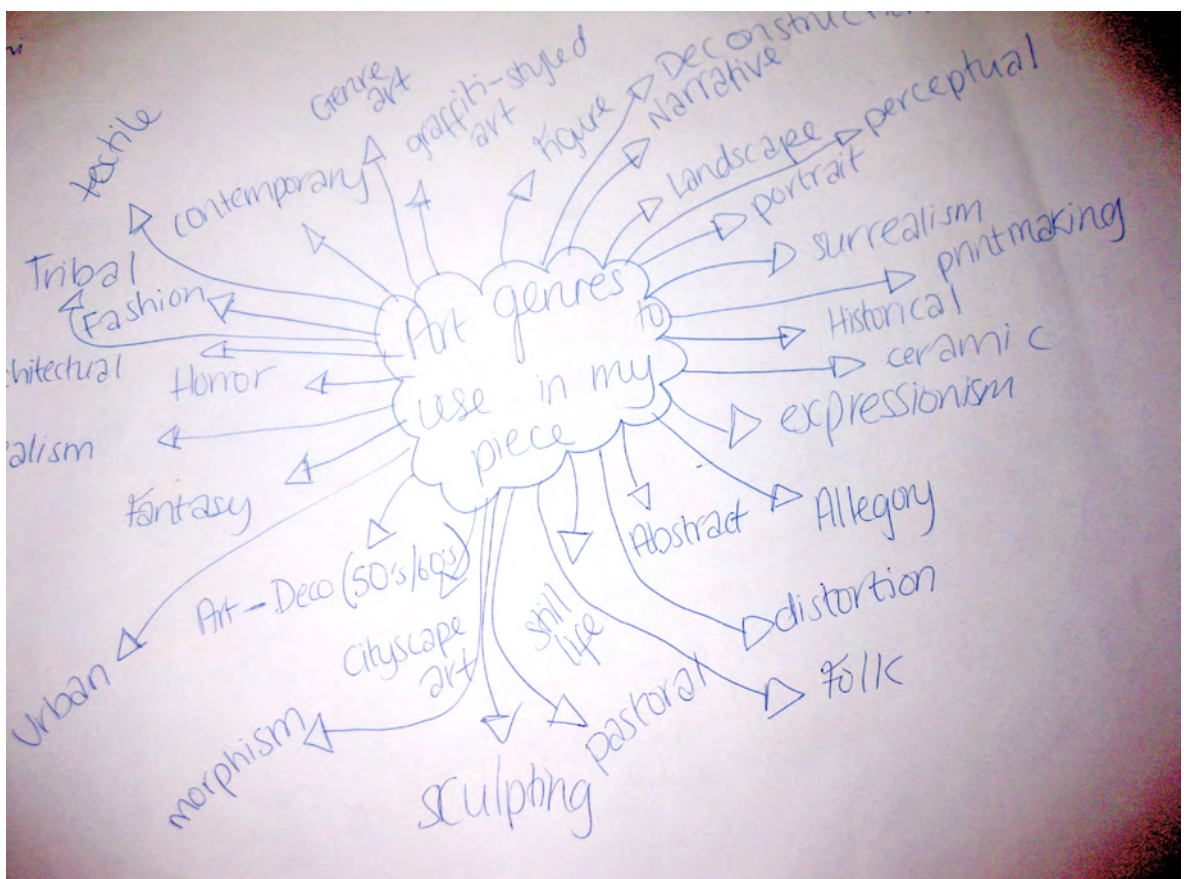 Art genres to
use in my
piece
textile
contemporary
Genre
art
graffiti-styled
art
Figure
Narrative
Landscape
perceptual
portrait
surrealism
printmaking
Historical
ceramic
expressionism
Allegory
Abstract
distortion
Folk
still
life
pastoral
sculpting
Cityscape
art
morphism
Art-Deco (50's/60's)
Urban
Fantasy
alism
Horror
hitectual
Fashion
Tribal